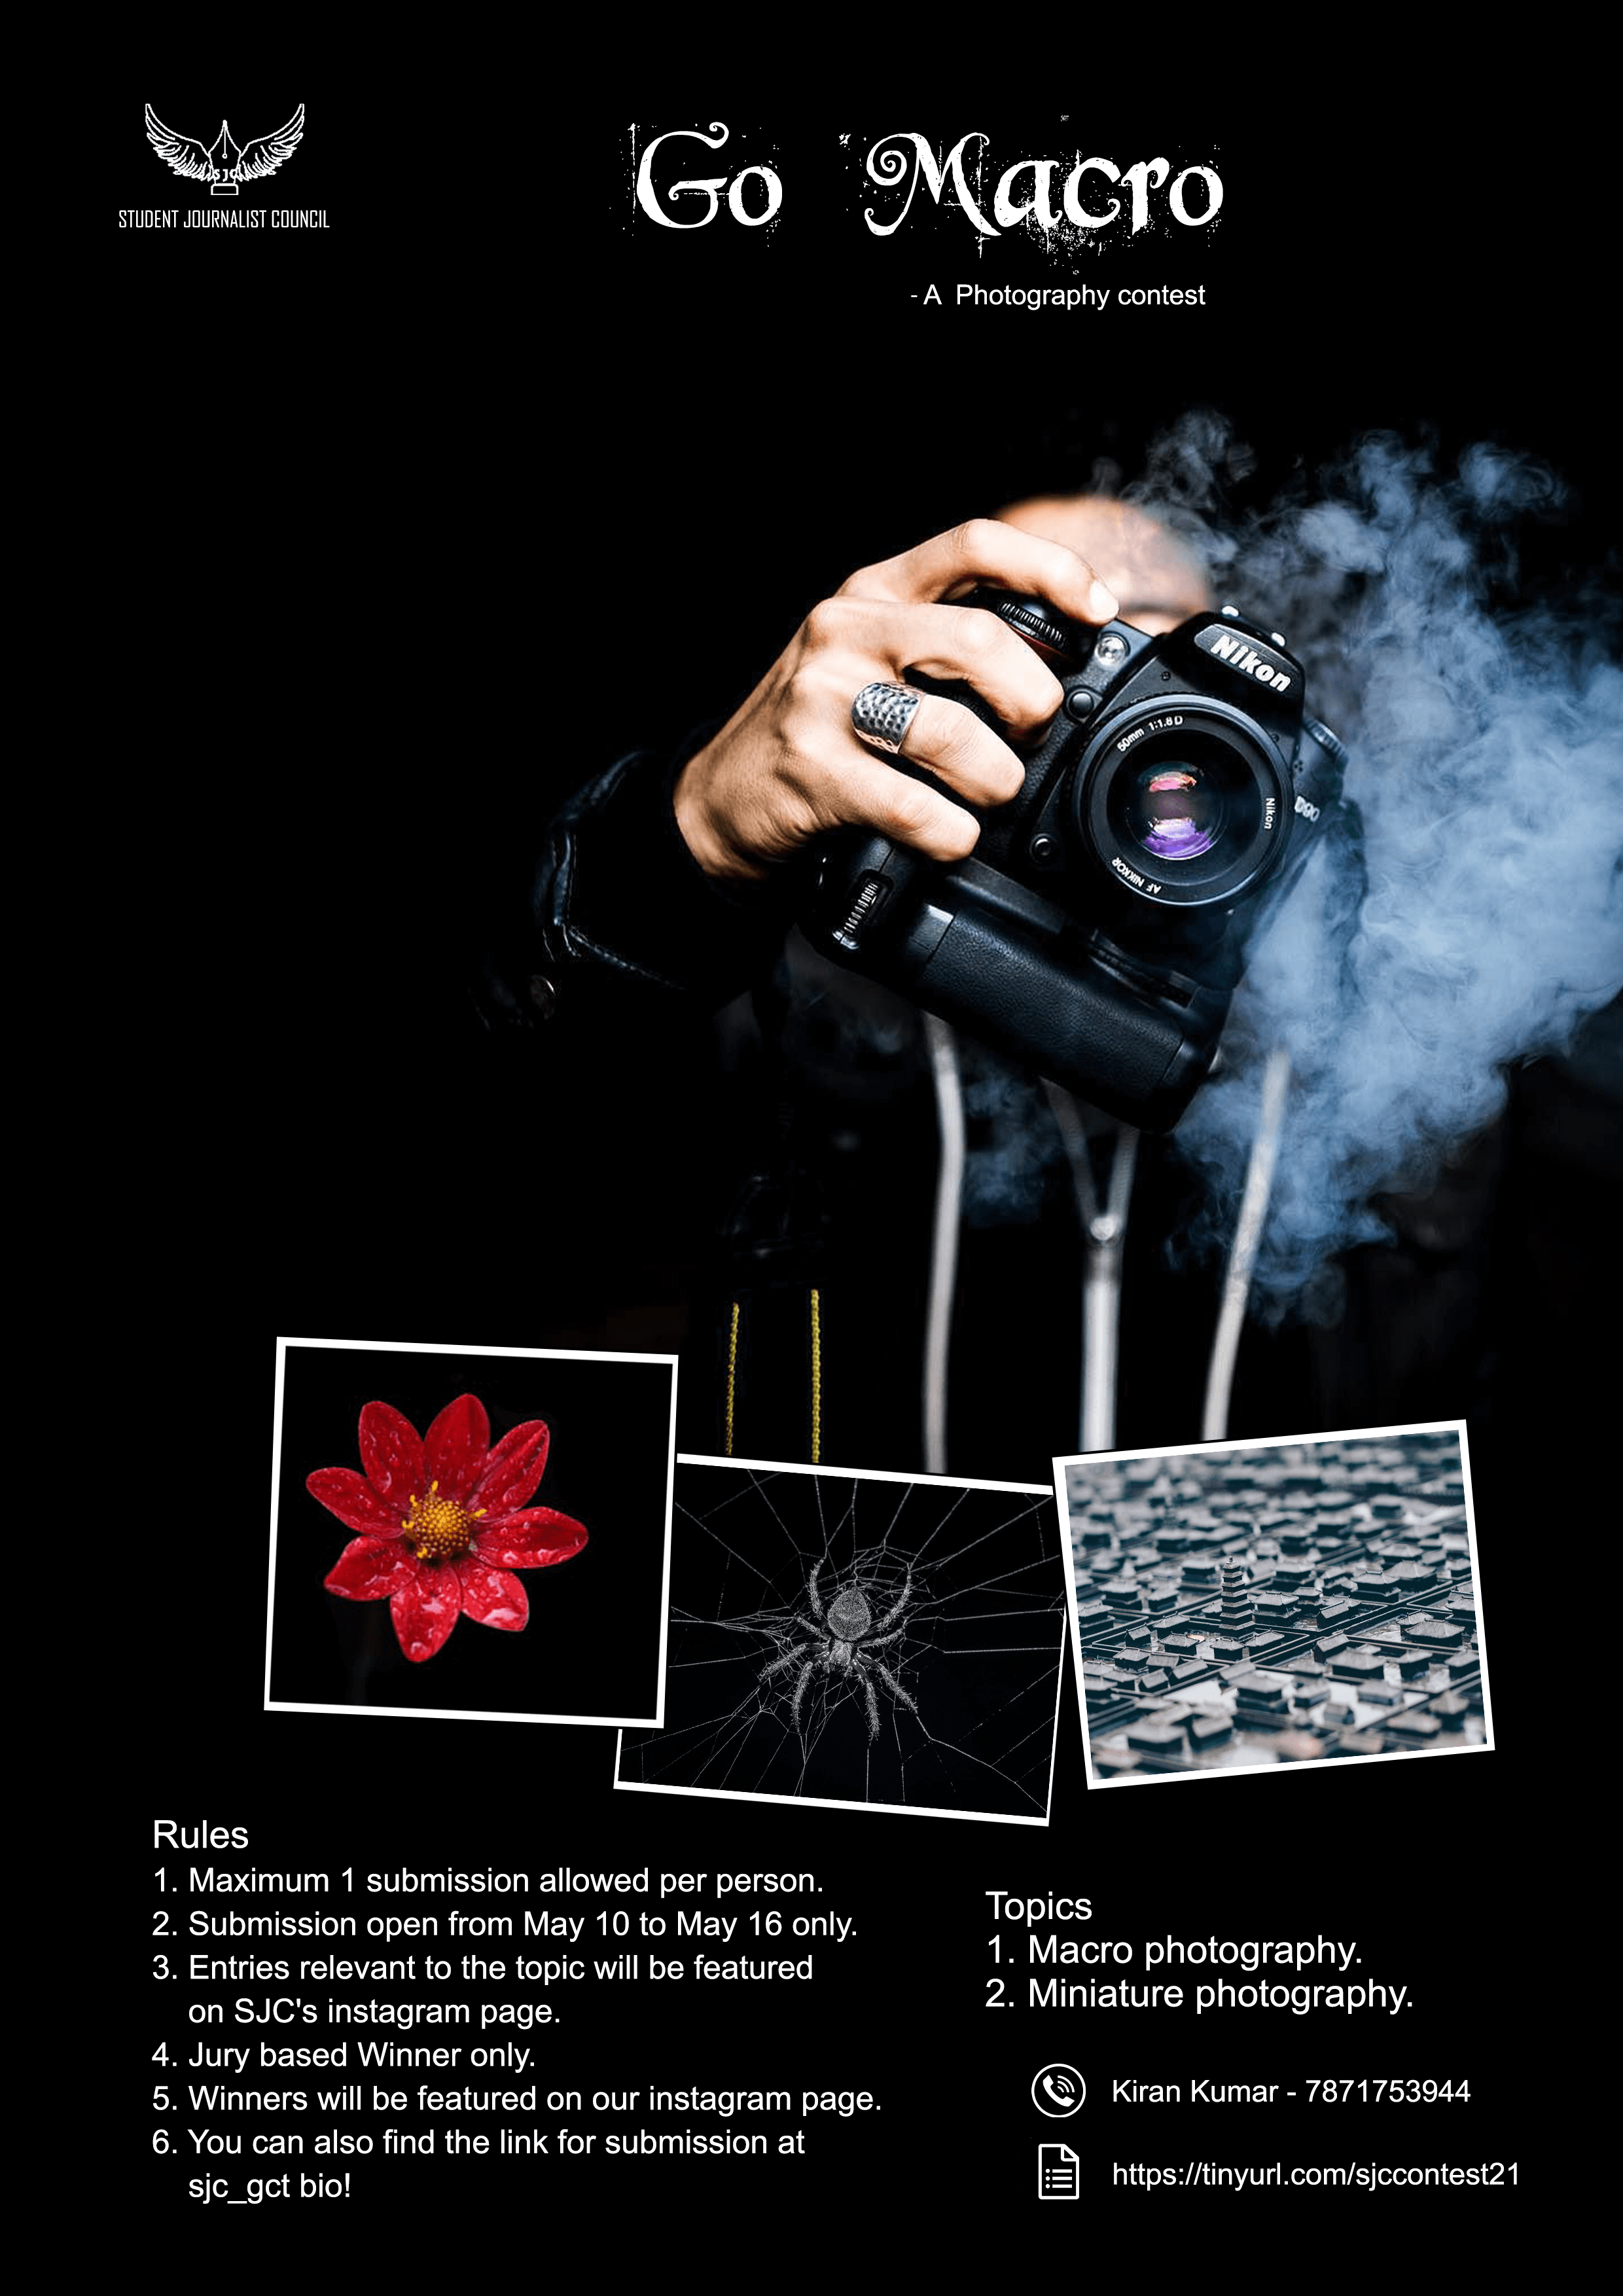 SJC
STUDENT JOURNALIST COUNCIL
Go Macro
- A Photography contest
Nikon
50mm 1:1.8 D
Nikon
AF NIKKOR
Rules
1. Maximum 1 submission allowed per person.
2. Submission open from May 10 to May 16 only.
3. Entries relevant to the topic will be featured
on SJC's instagram page.
4. Jury based Winner only.
5. Winners will be featured on our instagram page.
6. You can also find the link for submission at
sjc_gct bio!
Topics
1. Macro photography.
2. Miniature photography.
Kiran Kumar - 7871753944
https://tinyurl.com/sjccontest21